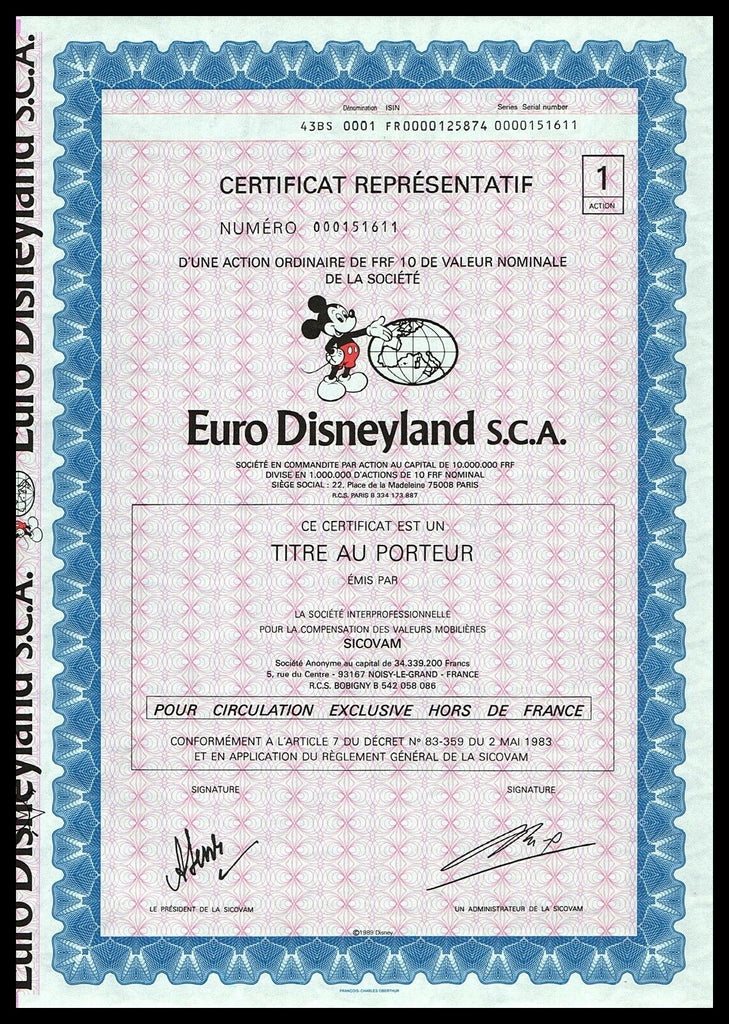 Denomination ISIN Series Serial number
43BS 0001 FR0000125874 0000151611
CERTIFICAT REPRÉSENTATIF
1
ACTION
NUMÉRO 000151611
D'UNE ACTION ORDINAIRE DE FRF 10 DE VALEUR NOMINALE
DE LA SOCIÉTÉ
Euro Disneyland S.C.A.
SOCIÉTÉ EN COMMANDITE PAR ACTION AU CAPITAL DE 10.000.000 FRF
DIVISE EN 1.000.000 D'ACTIONS DE 10 FRF NOMINAL
SIÈGE SOCIAL : 22, Place de la Madeleine 75008 PARIS
R.C.S. PARIS B 334 173 887
CE CERTIFICAT EST UN
TITRE AU PORTEUR
ÉMIS PAR
LA SOCIÉTÉ INTERPROFESSIONNELLE
POUR LA COMPENSATION DES VALEURS MOBILIÈRES
SICOVAM
Société Anonyme au capital de 34.339.200 Francs
5, rue du Centre - 93167 NOISY-LE-GRAND - FRANCE
R.C.S. BOBIGNY B 542 058 086
POUR CIRCULATION EXCLUSIVE HORS DE FRANCE
CONFORMÉMENT A L'ARTICLE 7 DU DÉCRET Nº 83-359 DU 2 MAI 1983
ET EN APPLICATION DU RÈGLEMENT GÉNÉRAL DE LA SICOVAM
SIGNATURE SIGNATURE
LE PRÉSIDENT DE LA SICOVAM UN ADMINISTRATEUR DE LA SICOVAM
©1989 Disney
FRANÇOIS-CHARLES OBERTHUR
Euro Disneyland S.C.A.
Euro Disneyland S.C.A.